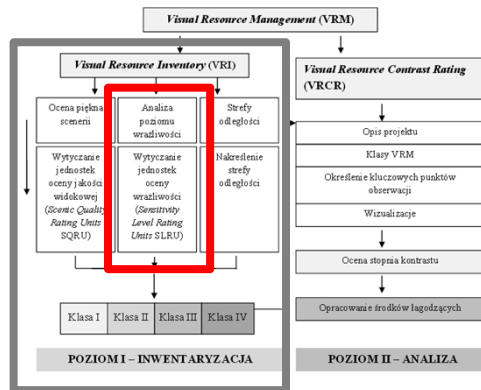 Visual Resource Management (VRM)
Visual Resource Inventory (VRI)
Ocena piękna
scenerii
Analiza
poziomu
wrażliwości
Strefy
odległości
Wytyczanie
jednostek
oceny jakości
widokowej
(Scenic Quality
Rating Units
SQRU)
Wytyczanie
jednostek
oceny
wrażliwości
(Sensitivity
Level Rating
Units SLRU)
Nakreślenie
strefy
odległości
Klasa I
Klasa II
Klasa III
Klasa IV
POZIOM I – INWENTARYZACJA
Visual Resource Contrast Rating
(VRCR)
Opis projektu
Klasy VRM
Określenie kluczowych punktów
obserwacji
Wizualizacje
Ocena stopnia kontrastu
Opracowanie środków łagodzących
POZIOM II – ANALIZA